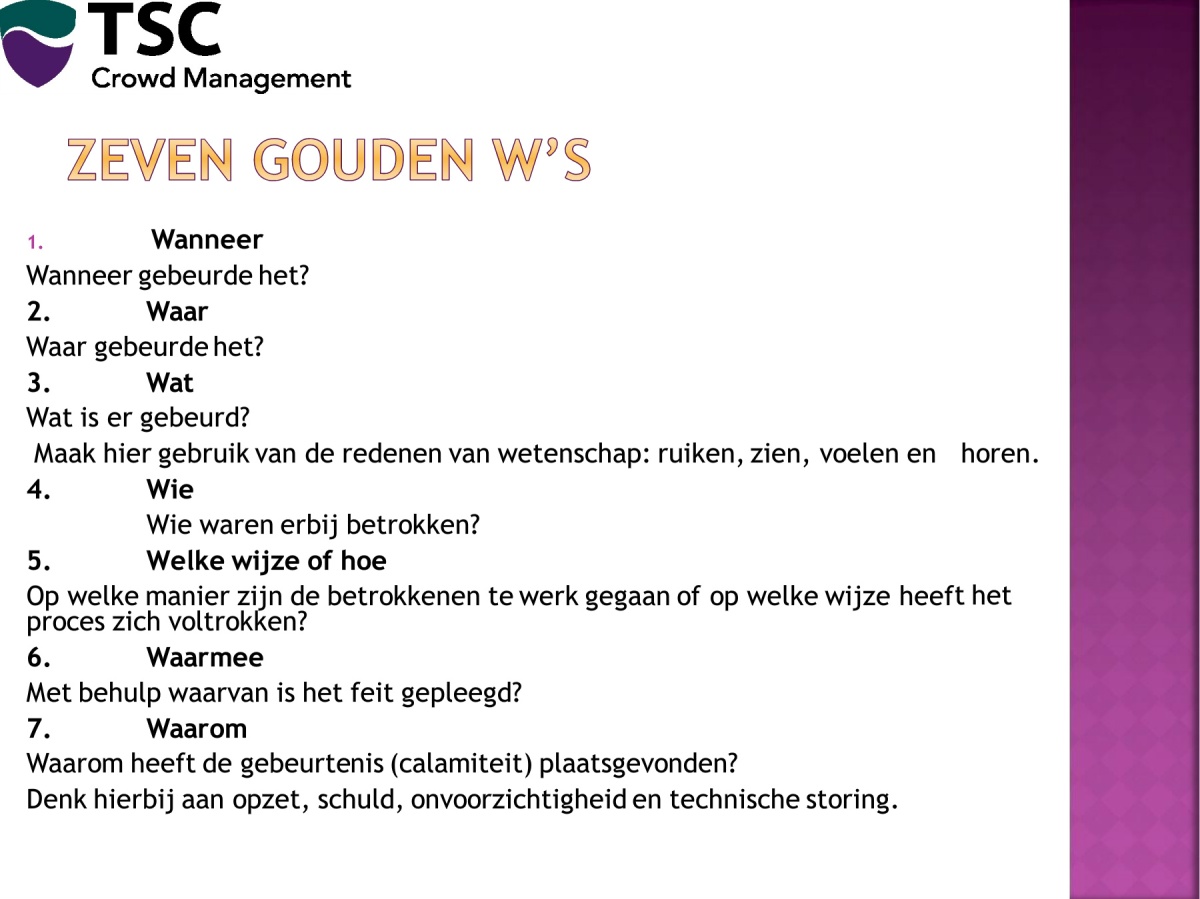 TSC
Crowd Management
ZEVEN GOUDEN W’S
1. Wanneer
Wanneer gebeurde het?
2. Waar
Waar gebeurde het?
3. Wat
Wat is er gebeurd?
Maak hier gebruik van de redenen van wetenschap: ruiken, zien, voelen en horen.
4. Wie
Wie waren erbij betrokken?
5. Welke wijze of hoe
Op welke manier zijn de betrokkenen te werk gegaan of op welke wijze heeft het
proces zich voltrokken?
6. Waarmee
Met behulp waarvan is het feit gepleegd?
7. Waarom
Waarom heeft de gebeurtenis (calamiteit) plaatsgevonden?
Denk hierbij aan opzet, schuld, onvoorzichtigheid en technische storing.